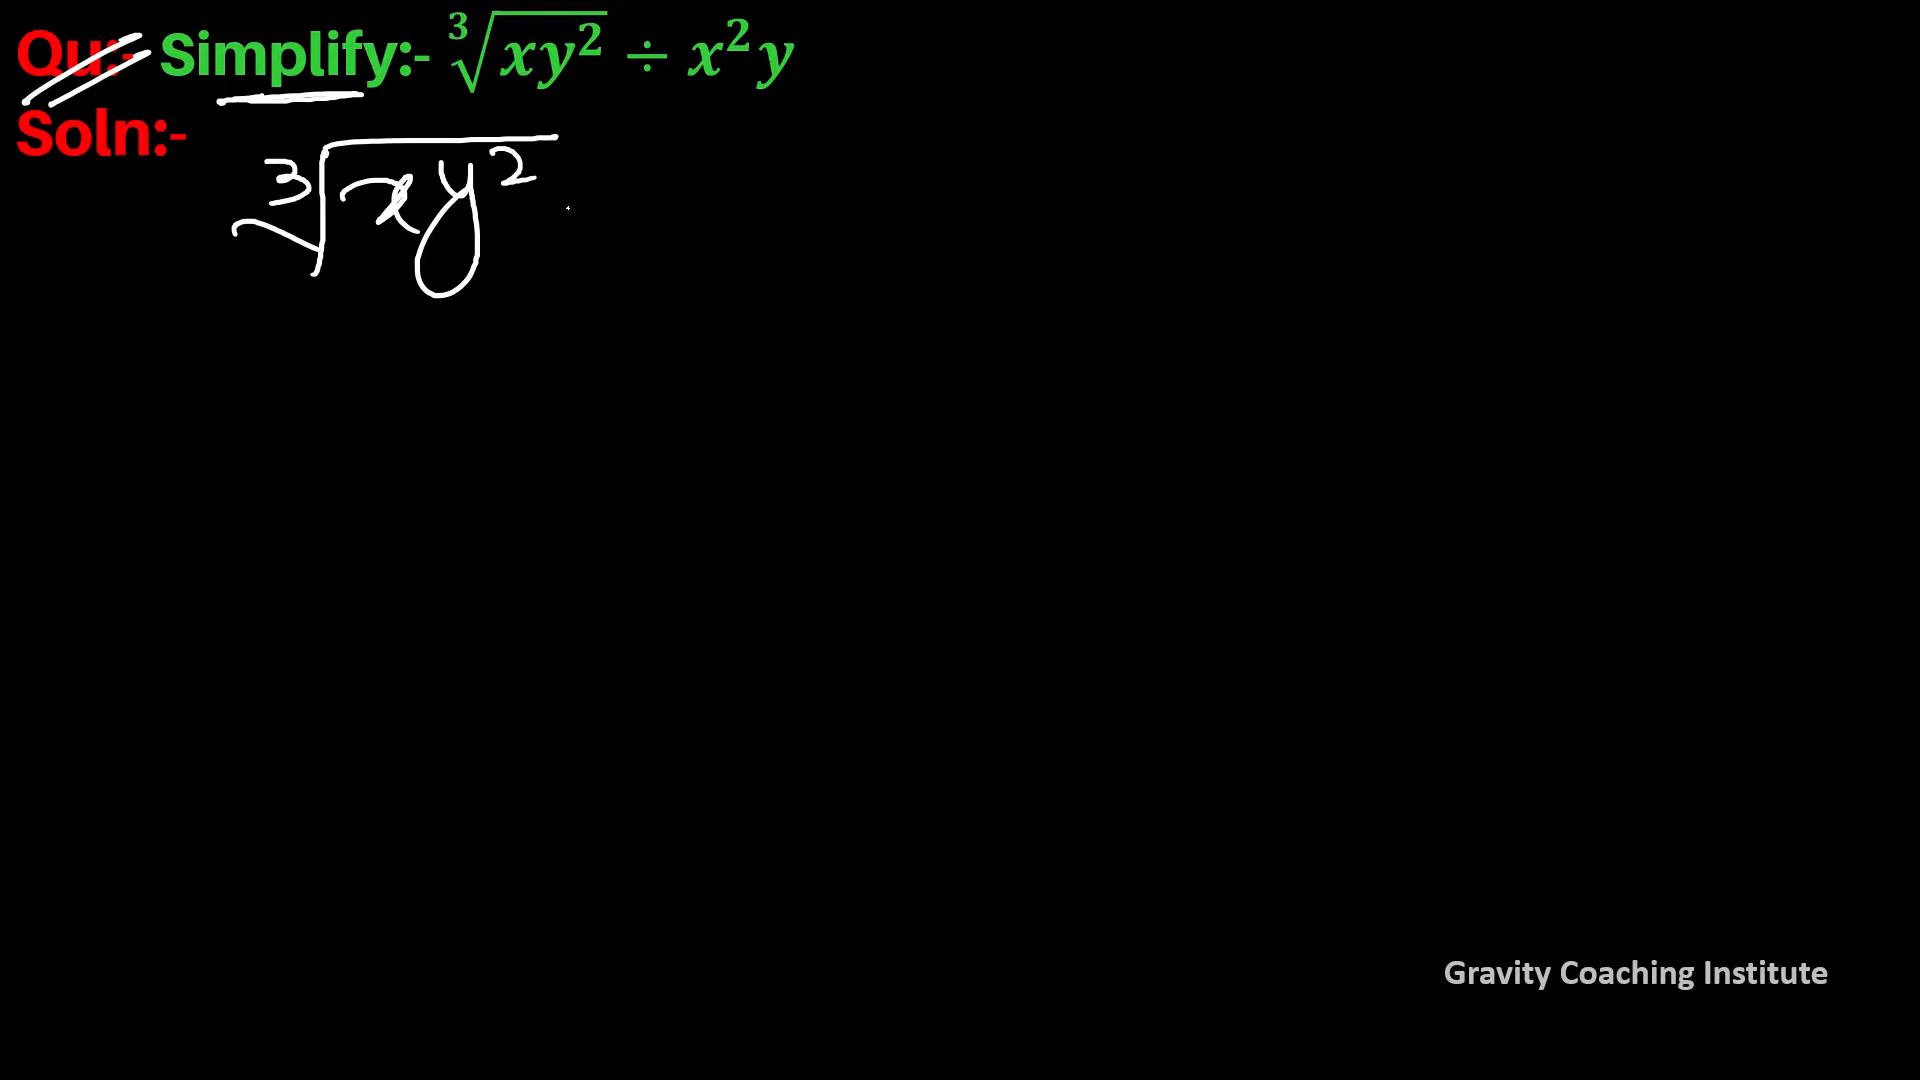 Qu:- Simplify:- ∛(xy²) ÷ x²y
Soln:-
∛(xy²)
Gravity Coaching Institute